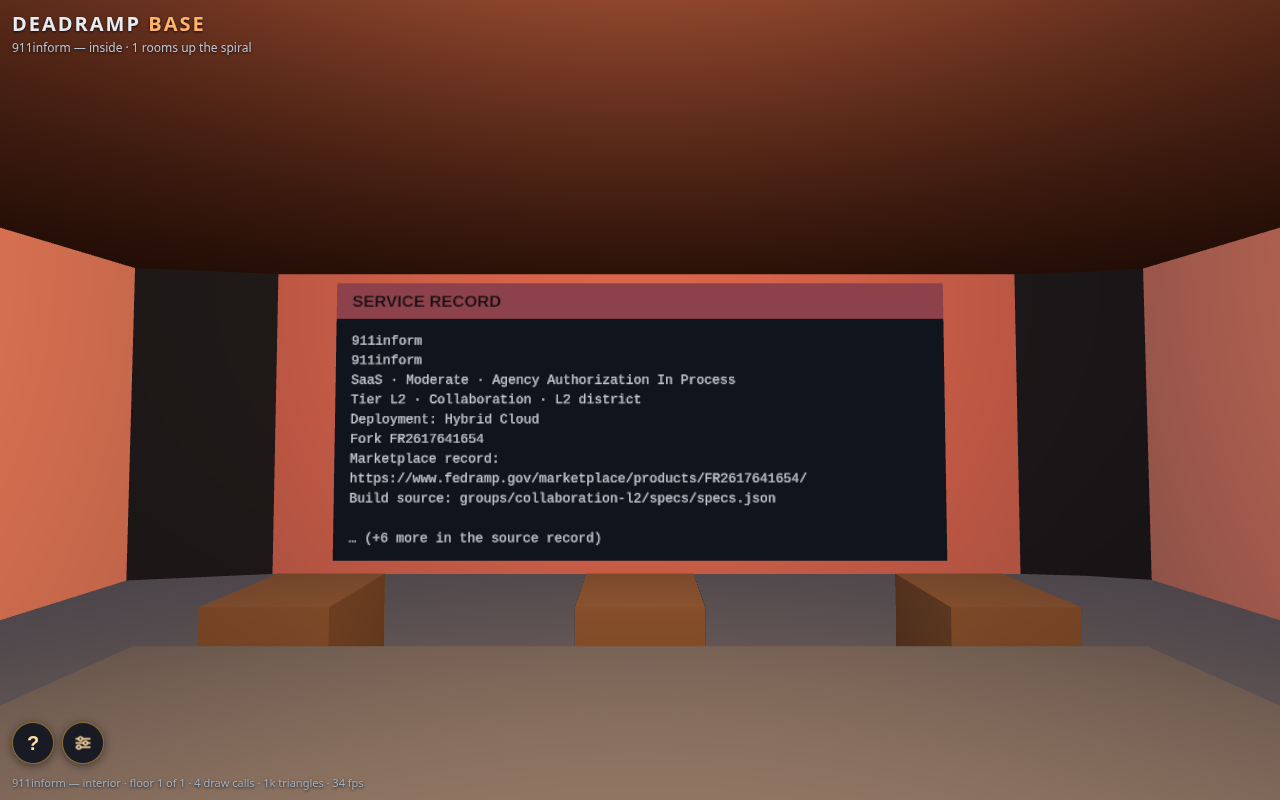 DEADRAMP BASE
911inform — inside · 1 rooms up the spiral
SERVICE RECORD
911inform
911inform
SaaS · Moderate · Agency Authorization In Process
Tier L2 · Collaboration · L2 district
Deployment: Hybrid Cloud
Fork FR2617641654
Marketplace record:
https://www.fedramp.gov/marketplace/products/FR2617641654/
Build source: groups/collaboration-l2/specs/specs.json
… (+6 more in the source record)
?
911inform — interior · floor 1 of 1 · 4 draw calls · 1k triangles · 34 fps